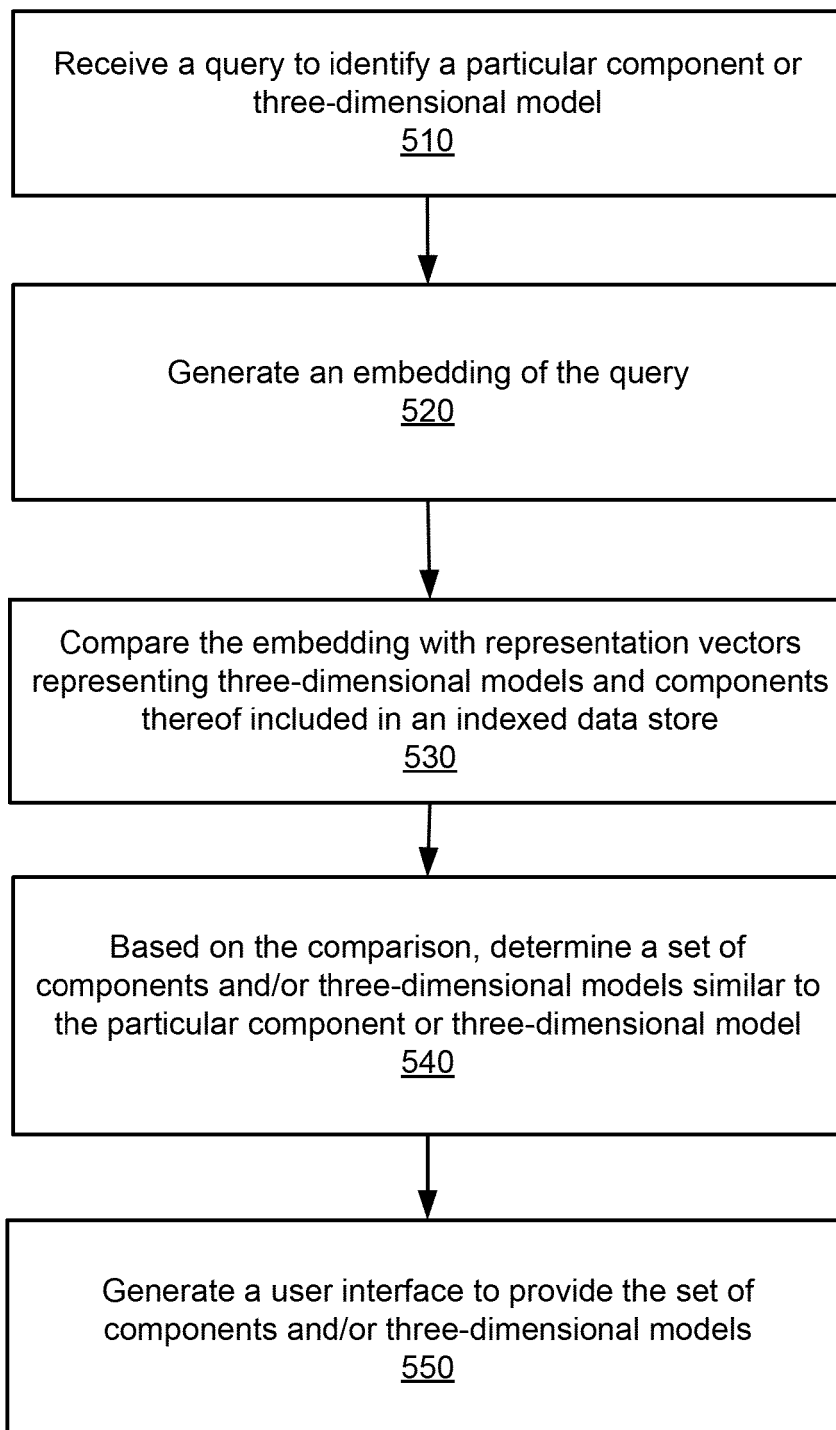 Receive a query to identify a particular component or
three-dimensional model
510
Generate an embedding of the query
520
Compare the embedding with representation vectors
representing three-dimensional models and components
thereof included in an indexed data store
530
Based on the comparison, determine a set of
components and/or three-dimensional models similar to
the particular component or three-dimensional model
540
Generate a user interface to provide the set of
components and/or three-dimensional models
550